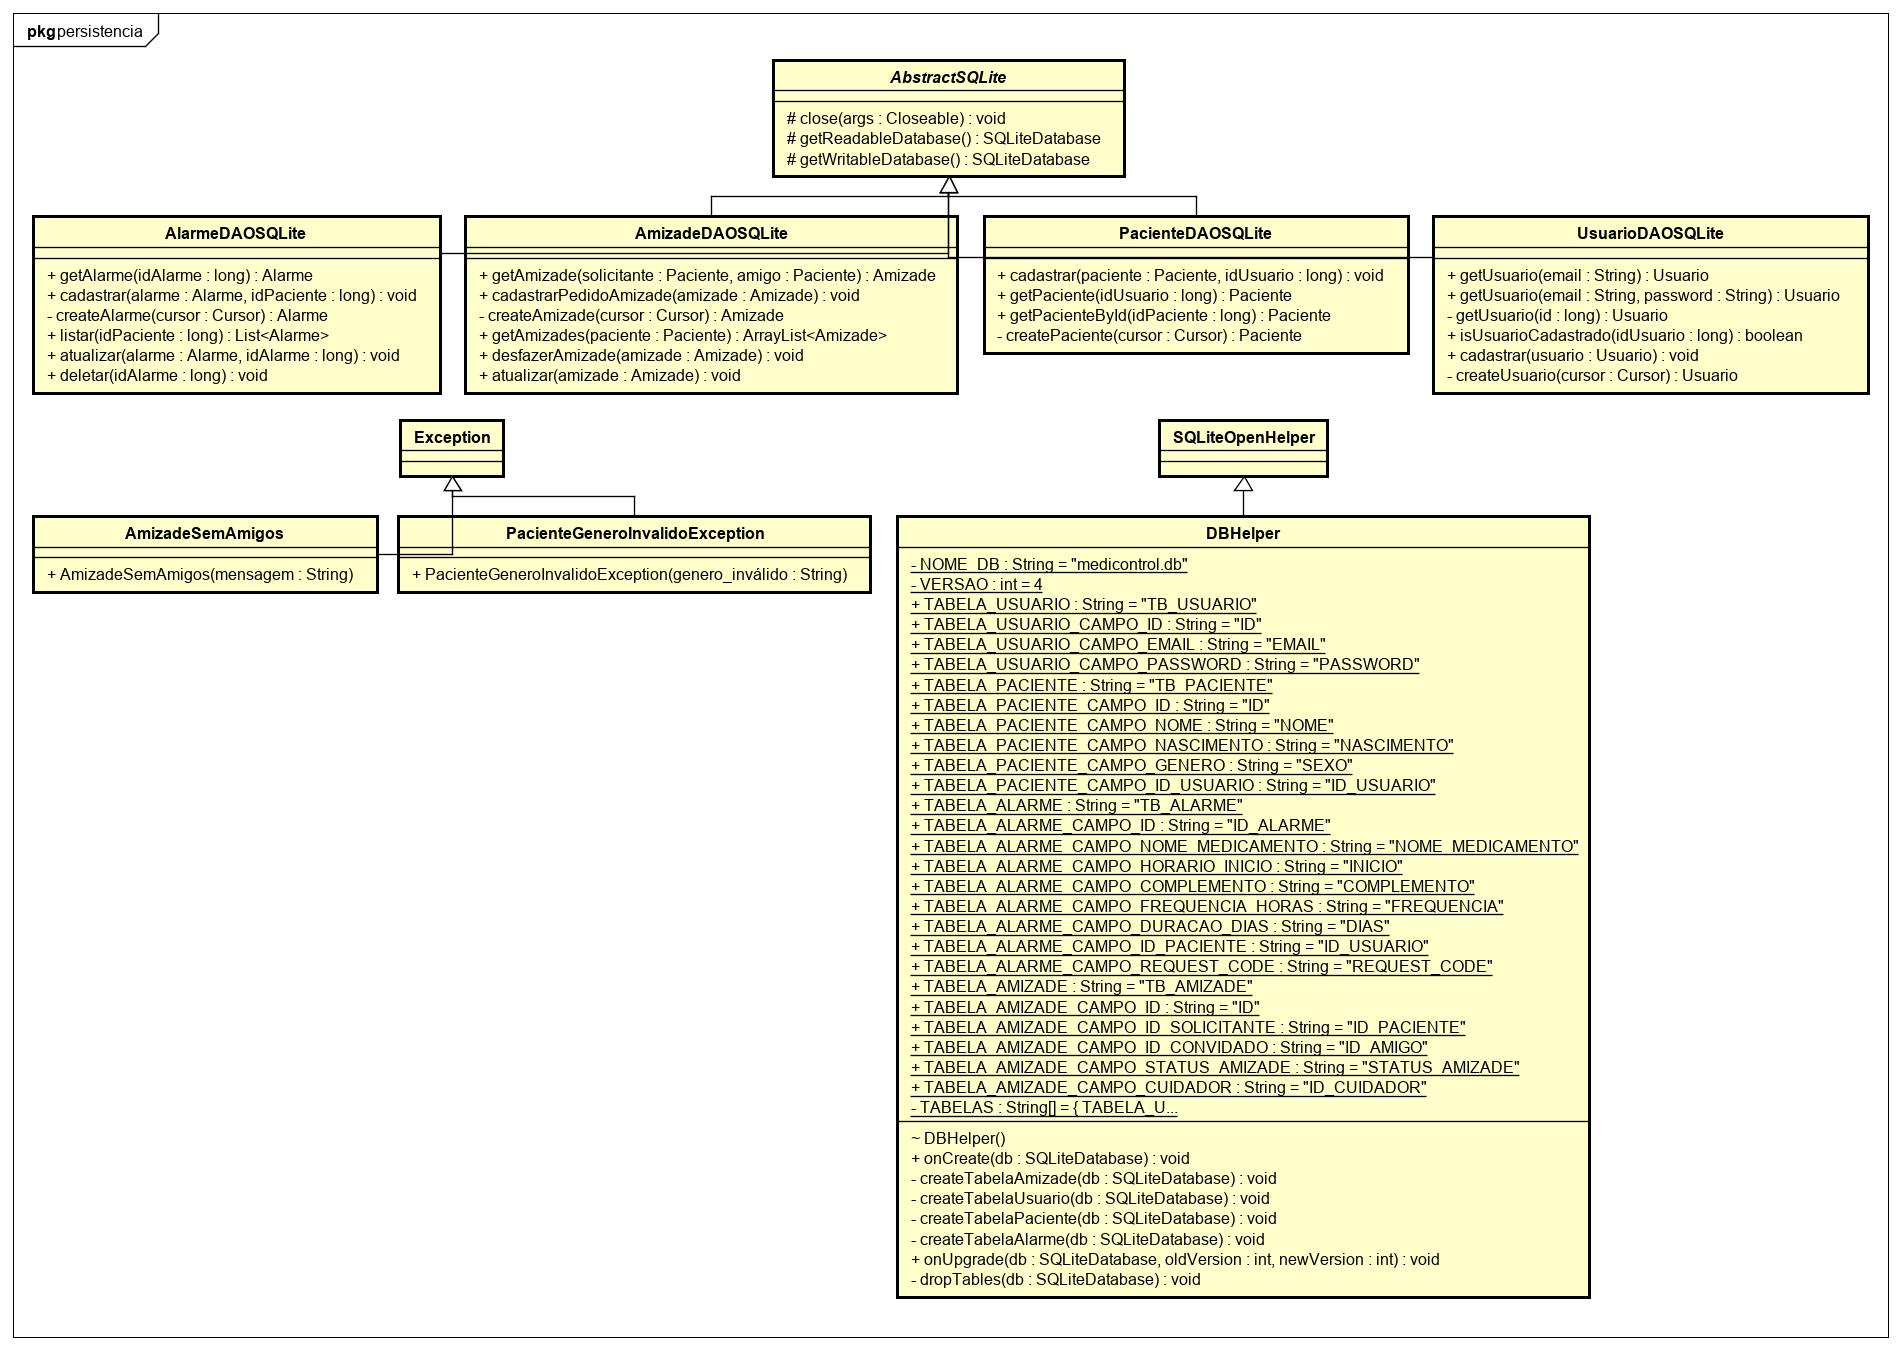 pkg persistencia
AbstractSQLite
# close(args : Closeable) : void
# getReadableDatabase() : SQLiteDatabase
# getWritableDatabase() : SQLiteDatabase
AlarmeDAOSQLite
+ getAlarme(idAlarme : long) : Alarme
+ cadastrar(alarme : Alarme, idPaciente : long) : void
- createAlarme(cursor : Cursor) : Alarme
+ listar(idPaciente : long) : List<Alarme>
+ atualizar(alarme : Alarme, idAlarme : long) : void
+ deletar(idAlarme : long) : void
AmizadeDAOSQLite
+ getAmizade(solicitante : Paciente, amigo : Paciente) : Amizade
+ cadastrarPedidoAmizade(amizade : Amizade) : void
- createAmizade(cursor : Cursor) : Amizade
+ getAmizades(paciente : Paciente) : ArrayList<Amizade>
+ desfazerAmizade(amizade : Amizade) : void
+ atualizar(amizade : Amizade) : void
PacienteDAOSQLite
+ cadastrar(paciente : Paciente, idUsuario : long) : void
+ getPaciente(idUsuario : long) : Paciente
+ getPacienteById(idPaciente : long) : Paciente
- createPaciente(cursor : Cursor) : Paciente
UsuarioDAOSQLite
+ getUsuario(email : String) : Usuario
+ getUsuario(email : String, password : String) : Usuario
- getUsuario(id : long) : Usuario
+ isUsuarioCadastrado(idUsuario : long) : boolean
+ cadastrar(usuario : Usuario) : void
- createUsuario(cursor : Cursor) : Usuario
Exception
SQLiteOpenHelper
AmizadeSemAmigos
+ AmizadeSemAmigos(mensagem : String)
PacienteGeneroInvalidoException
+ PacienteGeneroInvalidoException(genero_inválido : String)
DBHelper
- NOME_DB : String = "medicontrol.db"
- VERSAO : int = 4
+ TABELA_USUARIO : String = "TB_USUARIO"
+ TABELA_USUARIO_CAMPO_ID : String = "ID"
+ TABELA_USUARIO_CAMPO_EMAIL : String = "EMAIL"
+ TABELA_USUARIO_CAMPO_PASSWORD : String = "PASSWORD"
+ TABELA_PACIENTE : String = "TB_PACIENTE"
+ TABELA_PACIENTE_CAMPO_ID : String = "ID"
+ TABELA_PACIENTE_CAMPO_NOME : String = "NOME"
+ TABELA_PACIENTE_CAMPO_NASCIMENTO : String = "NASCIMENTO"
+ TABELA_PACIENTE_CAMPO_GENERO : String = "SEXO"
+ TABELA_PACIENTE_CAMPO_ID_USUARIO : String = "ID_USUARIO"
+ TABELA_ALARME : String = "TB_ALARME"
+ TABELA_ALARME_CAMPO_ID : String = "ID_ALARME"
+ TABELA_ALARME_CAMPO_NOME_MEDICAMENTO : String = "NOME_MEDICAMENTO"
+ TABELA_ALARME_CAMPO_HORARIO_INICIO : String = "INICIO"
+ TABELA_ALARME_CAMPO_COMPLEMENTO : String = "COMPLEMENTO"
+ TABELA_ALARME_CAMPO_FREQUENCIA_HORAS : String = "FREQUENCIA"
+ TABELA_ALARME_CAMPO_DURACAO_DIAS : String = "DIAS"
+ TABELA_ALARME_CAMPO_ID_PACIENTE : String = "ID_USUARIO"
+ TABELA_ALARME_CAMPO_REQUEST_CODE : String = "REQUEST_CODE"
+ TABELA_AMIZADE : String = "TB_AMIZADE"
+ TABELA_AMIZADE_CAMPO_ID : String = "ID"
+ TABELA_AMIZADE_CAMPO_ID_SOLICITANTE : String = "ID_PACIENTE"
+ TABELA_AMIZADE_CAMPO_ID_CONVIDADO : String = "ID_AMIGO"
+ TABELA_AMIZADE_CAMPO_STATUS_AMIZADE : String = "STATUS_AMIZADE"
+ TABELA_AMIZADE_CAMPO_CUIDADOR : String = "ID_CUIDADOR"
- TABELAS : String[] = { TABELA_U...
~ DBHelper()
+ onCreate(db : SQLiteDatabase) : void
- createTabelaAmizade(db : SQLiteDatabase) : void
- createTabelaUsuario(db : SQLiteDatabase) : void
- createTabelaPaciente(db : SQLiteDatabase) : void
- createTabelaAlarme(db : SQLiteDatabase) : void
+ onUpgrade(db : SQLiteDatabase, oldVersion : int, newVersion : int) : void
- dropTables(db : SQLiteDatabase) : void